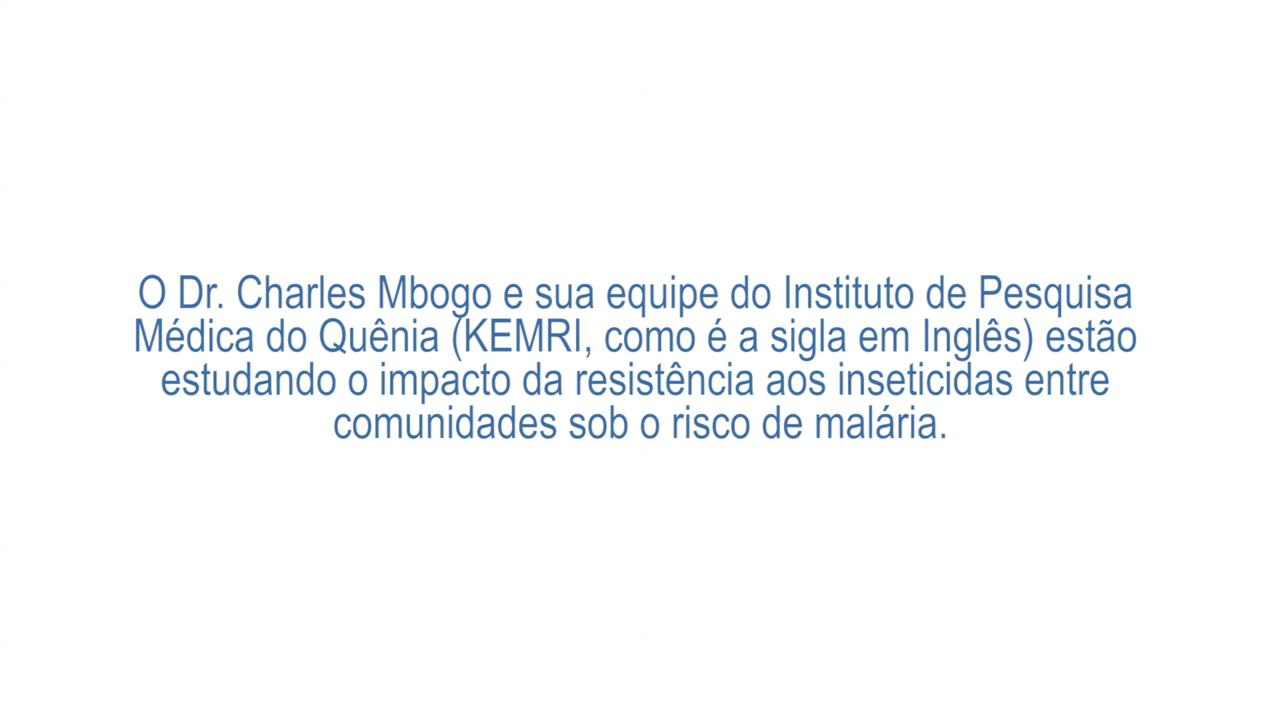 O Dr. Charles Mbogo e sua equipe do Instituto de Pesquisa
Médica do Quênia (KEMRI, como é a sigla em Inglês) estão
estudando o impacto da resistência aos inseticidas entre
comunidades sob o risco de malária.